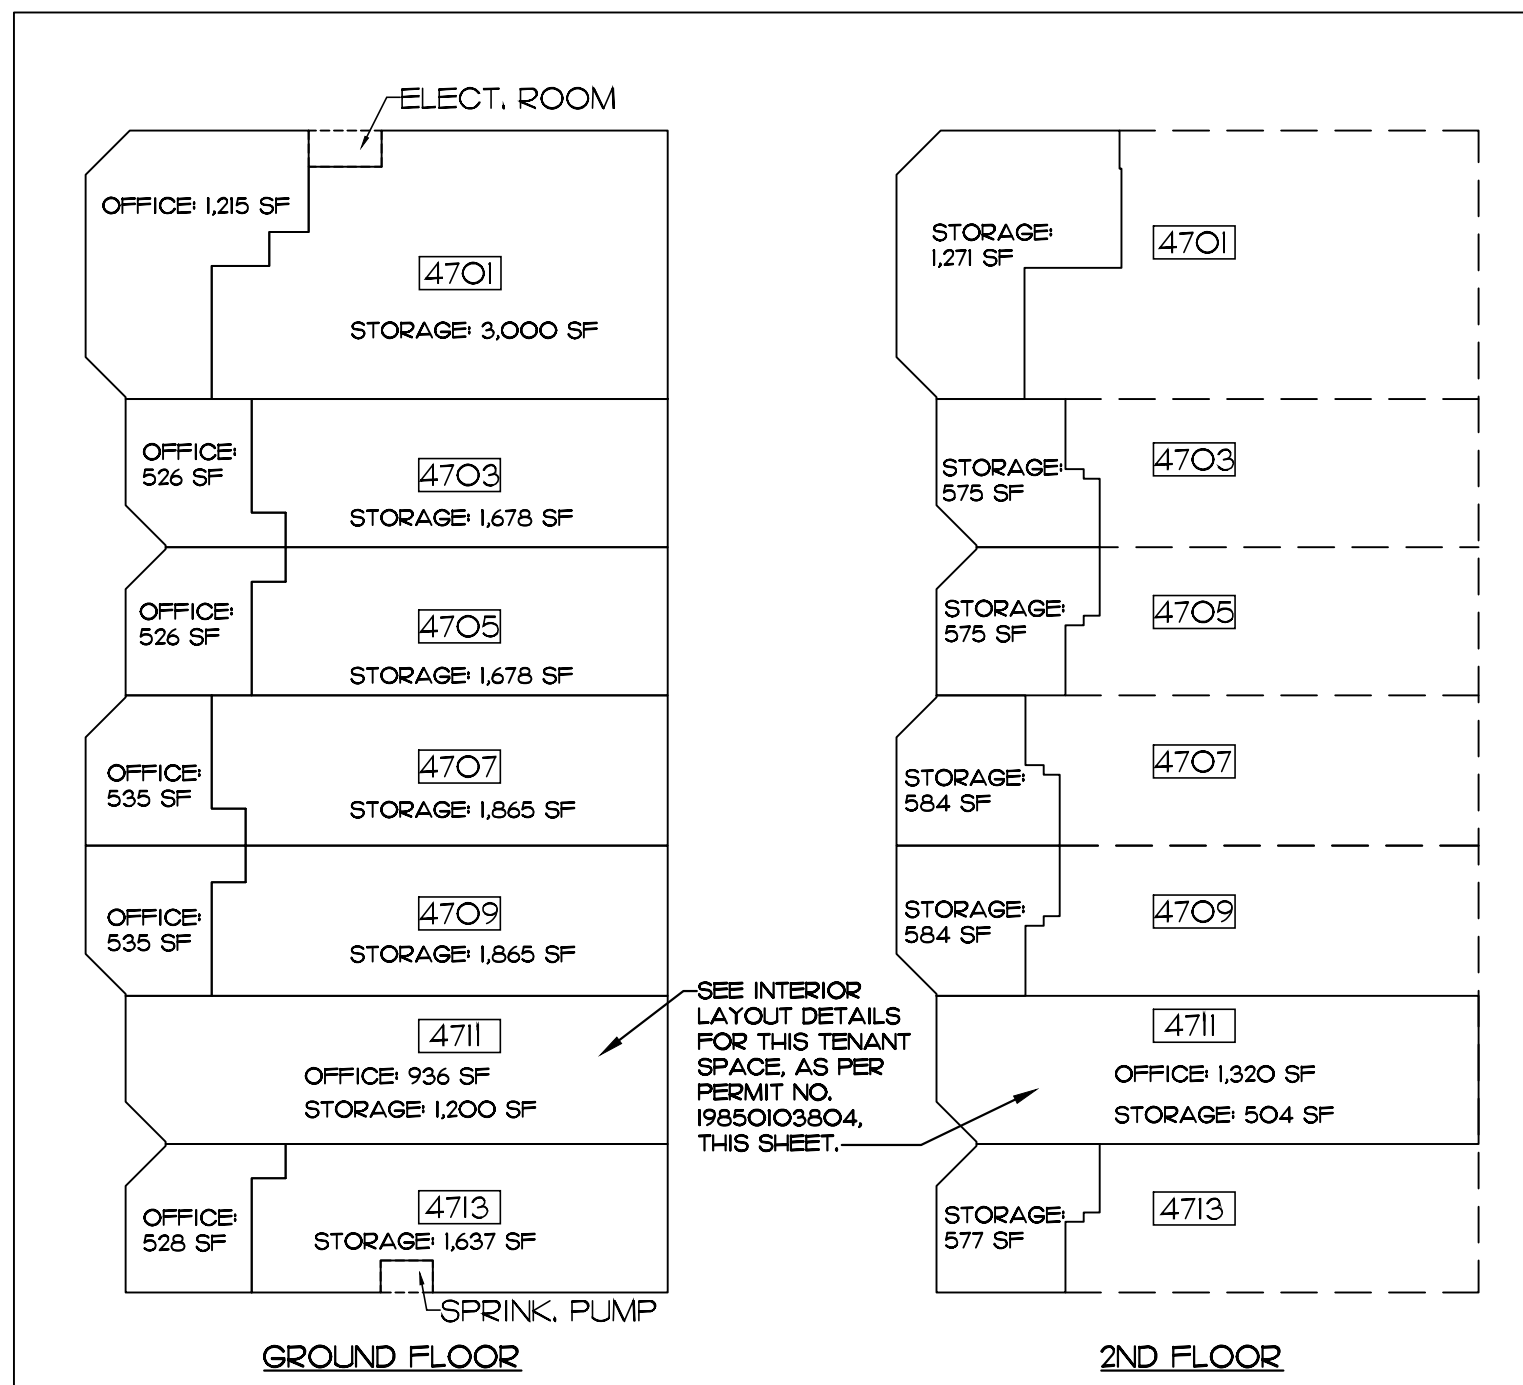 ELECT. ROOM
OFFICE: 1,215 SF
4701
STORAGE: 3,000 SF
OFFICE:
526 SF
4703
STORAGE: 1,678 SF
OFFICE:
526 SF
4705
STORAGE: 1,678 SF
OFFICE:
535 SF
4707
STORAGE: 1,865 SF
OFFICE:
535 SF
4709
STORAGE: 1,865 SF
4711
OFFICE: 936 SF
STORAGE: 1,200 SF
OFFICE:
528 SF
4713
STORAGE: 1,637 SF
SPRINK. PUMP
GROUND FLOOR
SEE INTERIOR
LAYOUT DETAILS
FOR THIS TENANT
SPACE, AS PER
PERMIT NO.
19850103804,
THIS SHEET.
STORAGE:
1,271 SF
4701
STORAGE:
575 SF
4703
STORAGE:
575 SF
4705
STORAGE:
584 SF
4707
STORAGE:
584 SF
4709
4711
OFFICE: 1,320 SF
STORAGE: 504 SF
STORAGE:
577 SF
4713
2ND FLOOR